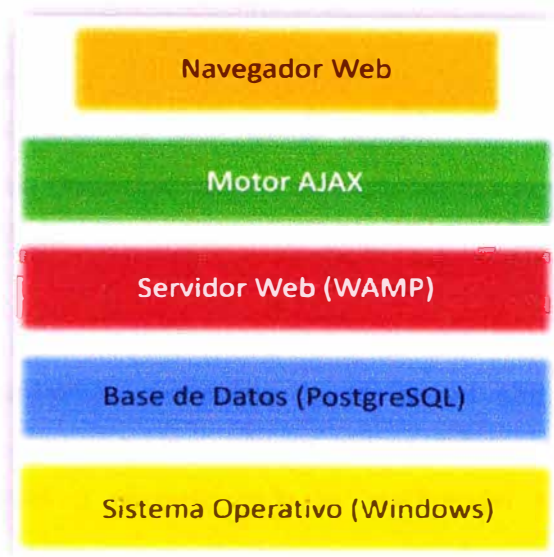 Navegador Web
Motor AJAX
Servidor Web (WAMP)
Base de Datos (PostgreSQL)
Sistema Operativo (Windows)